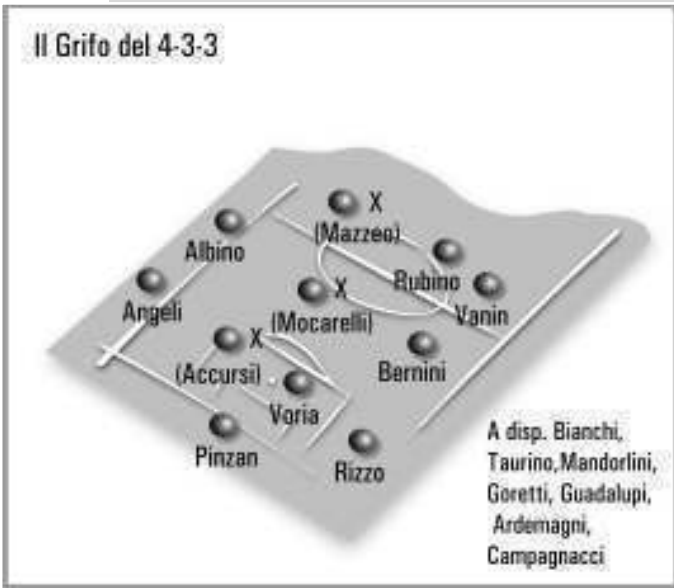 Il Grifo del 4-3-3
X
(Mazzeo)
Albino
Rubino
Angeli
X
Vanin
(Mocarelli)
X
Bernini
(Accursi)
Voria
Pinzan
Rizzo
A disp. Bianchi,
Taurino,Mandorlini,
Goretti, Guadalupi,
Ardemagni,
Campagnacci